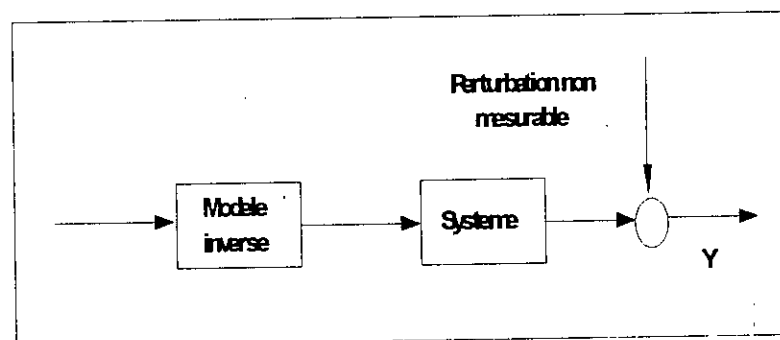 Perturbation non
mesurable
Modele
inverse
Systeme
Y